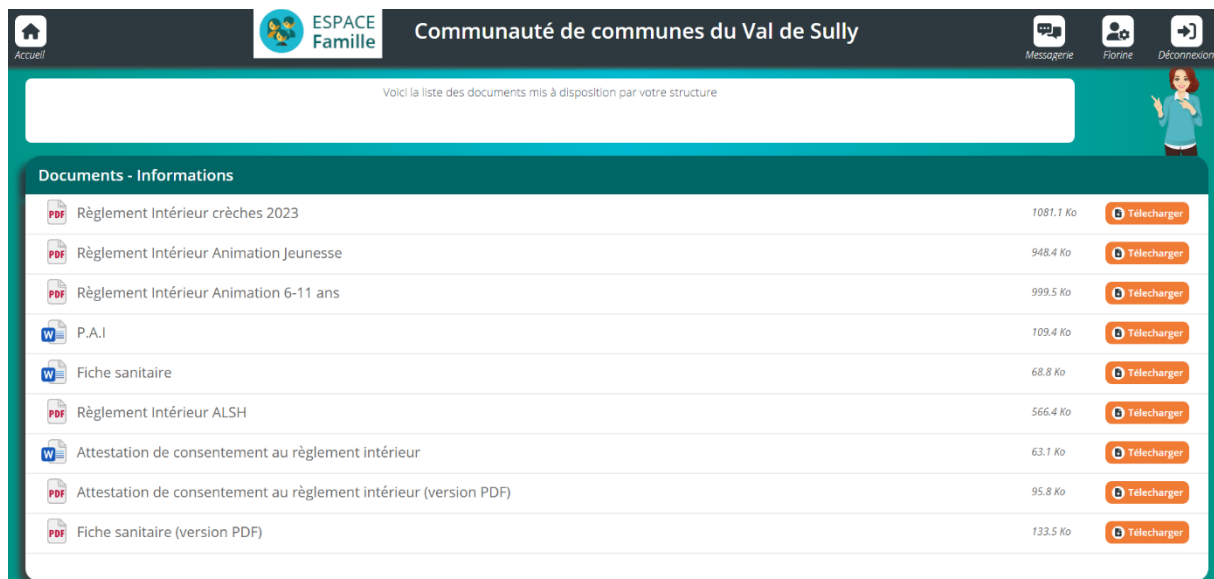 ESPACE
Famille
Communauté de communes du Val de Sully
Accueil
Messagerie
Florine
Déconnexion
Voici la liste des documents mis à disposition par votre structure
Documents - Informations
PDF Règlement Intérieur crèches 2023 1081.1 Ko Télecharger
PDF Règlement Intérieur Animation Jeunesse 948.4 Ko Télecharger
PDF Règlement Intérieur Animation 6-11 ans 999.5 Ko Télecharger
W P.A.I 109.4 Ko Télecharger
W Fiche sanitaire 68.8 Ko Télecharger
PDF Règlement Intérieur ALSH 566.4 Ko Télecharger
W Attestation de consentement au règlement intérieur 63.1 Ko Télecharger
PDF Attestation de consentement au règlement intérieur (version PDF) 95.8 Ko Télecharger
PDF Fiche sanitaire (version PDF) 133.5 Ko Télecharger